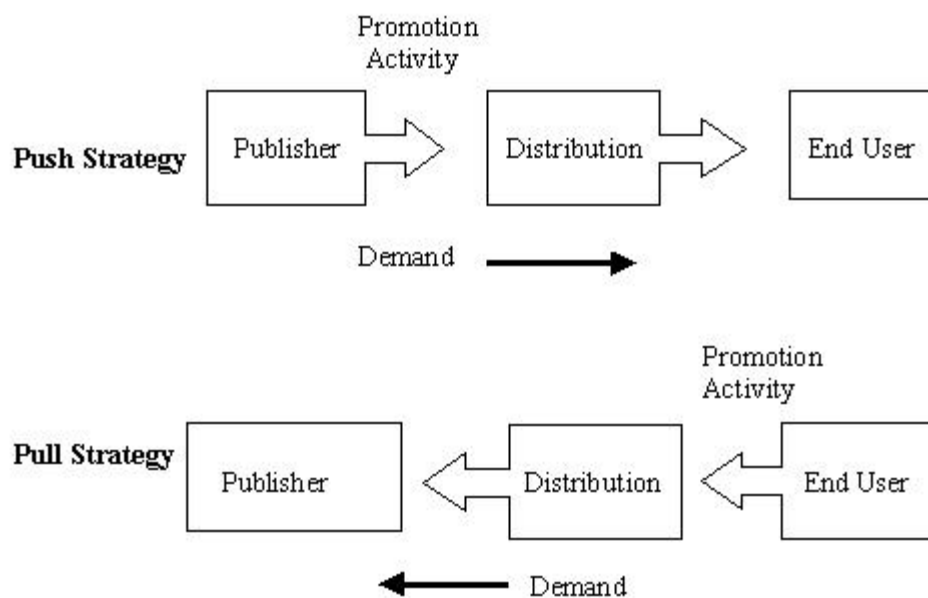 Promotion
Activity
Push Strategy
Publisher
Distribution
End User
Demand
Promotion
Activity
Pull Strategy
Publisher
Distribution
End User
Demand